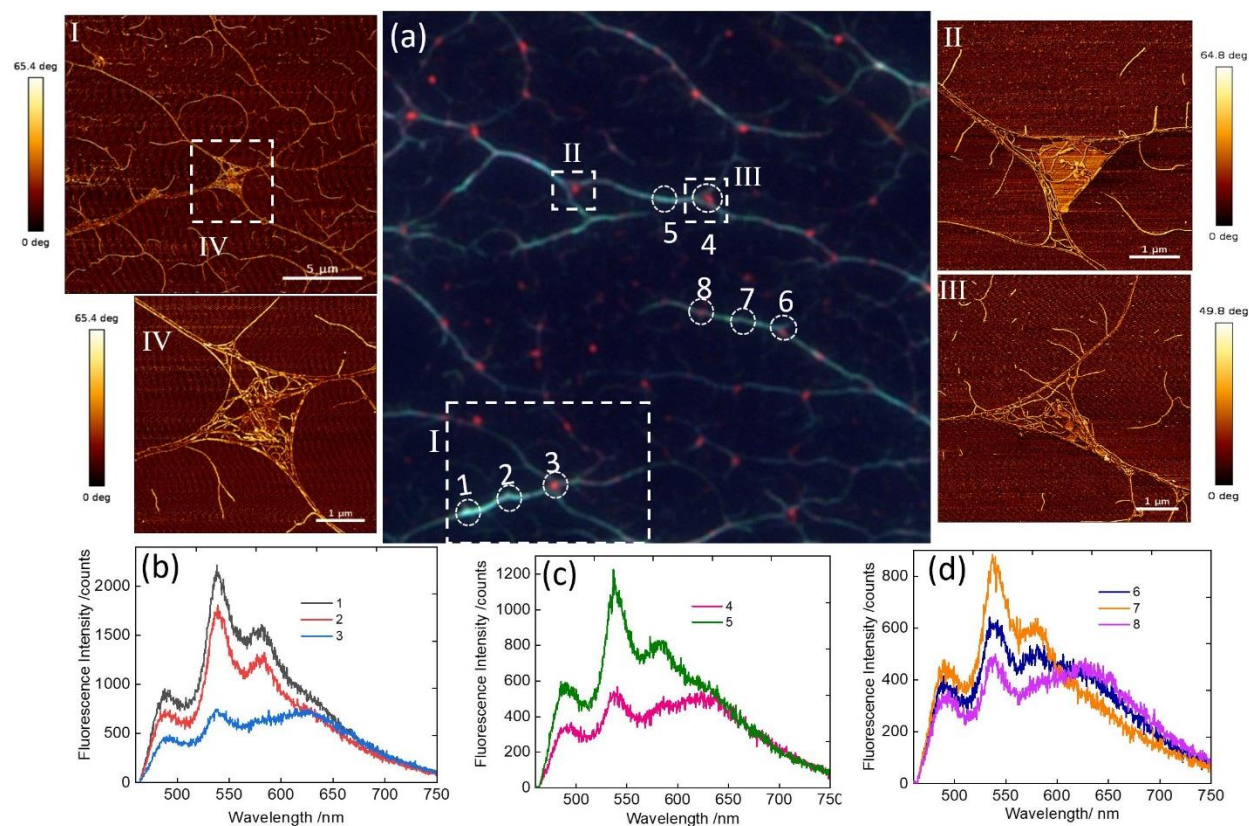 I
65.4 deg
0 deg
IV
5 µm
IV
65.4 deg
0 deg
1 µm
(a)
II
III
5
4
8
7
6
I
1
2
3
II
64.8 deg
0 deg
1 µm
III
49.8 deg
0 deg
1 µm
(b)
Fluorescence Intensity /counts
2000
1500
1000
500
0
1
2
3
500 550 600 650 700 750
Wavelength/ nm
(c)
Fluorescence Intensity /counts
1200
1000
800
600
400
200
0
4
5
500 550 600 650 700 750
Wavelength /nm
(d)
Fluorescence Intensity /counts
800
600
400
200
0
6
7
8
500 550 600 650 700 750
Wavelength /nm